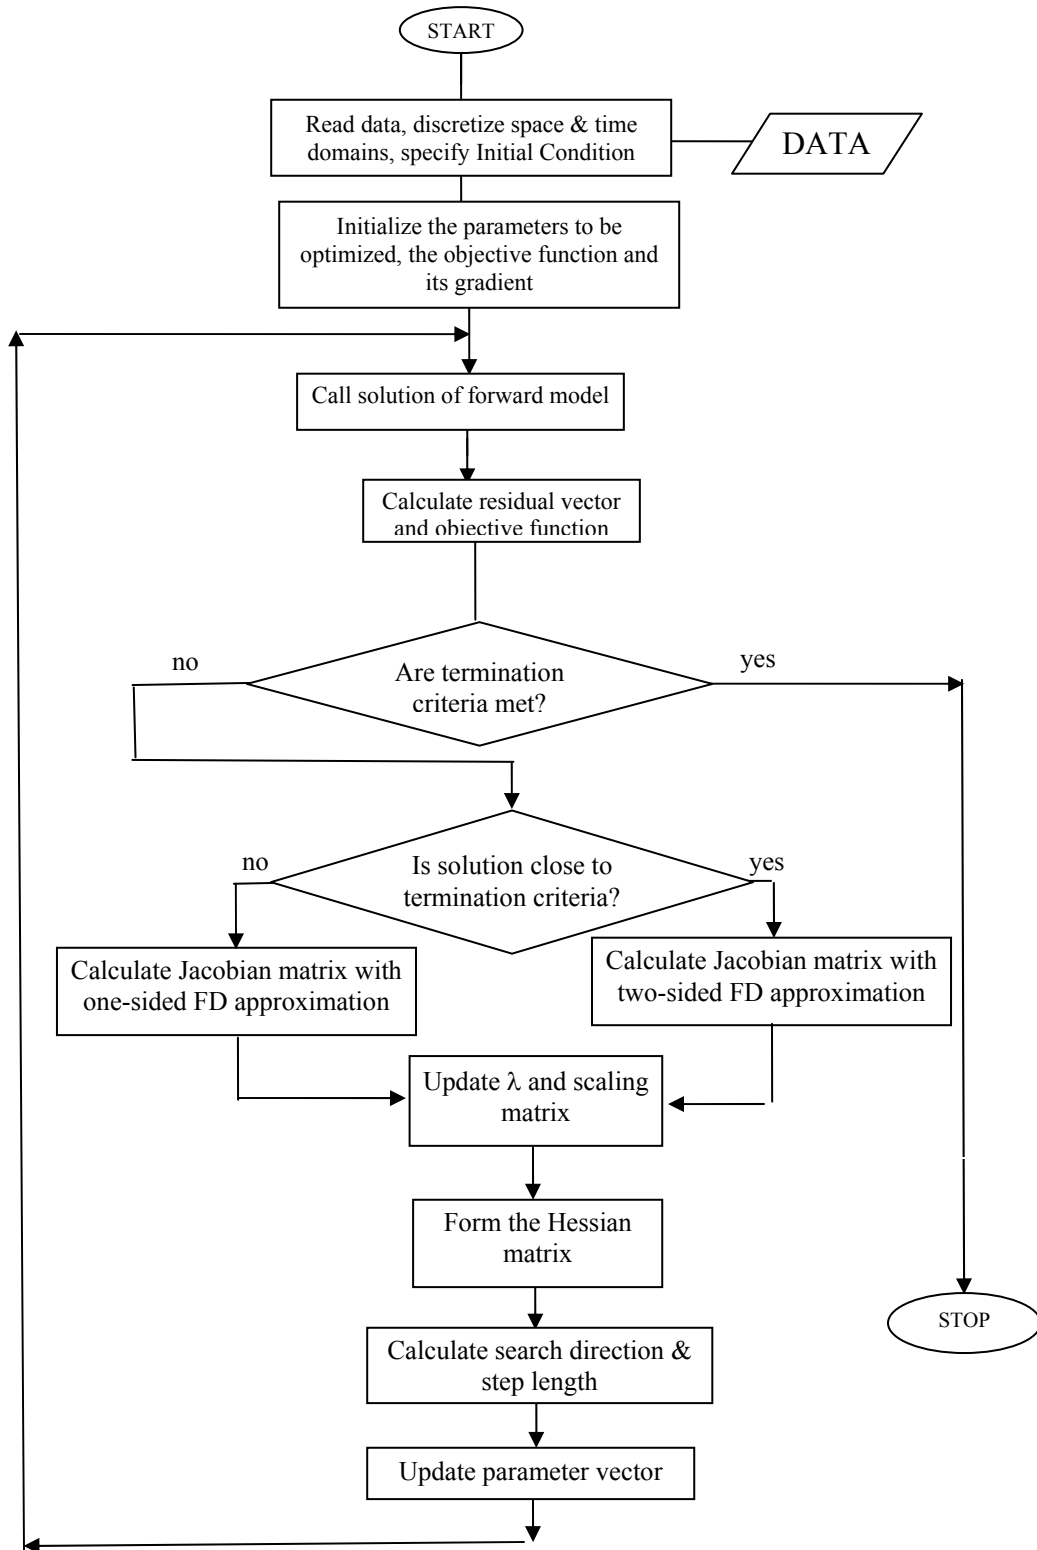 START
Read data, discretize space & time
domains, specify Initial Condition
DATA
Initialize the parameters to be
optimized, the objective function and
its gradient
Call solution of forward model
Calculate residual vector
and objective function
no
Are termination
criteria met?
yes
no
Is solution close to
termination criteria?
yes
Calculate Jacobian matrix with
one-sided FD approximation
Calculate Jacobian matrix with
two-sided FD approximation
Update λ and scaling
matrix
Form the Hessian
matrix
STOP
Calculate search direction &
step length
Update parameter vector